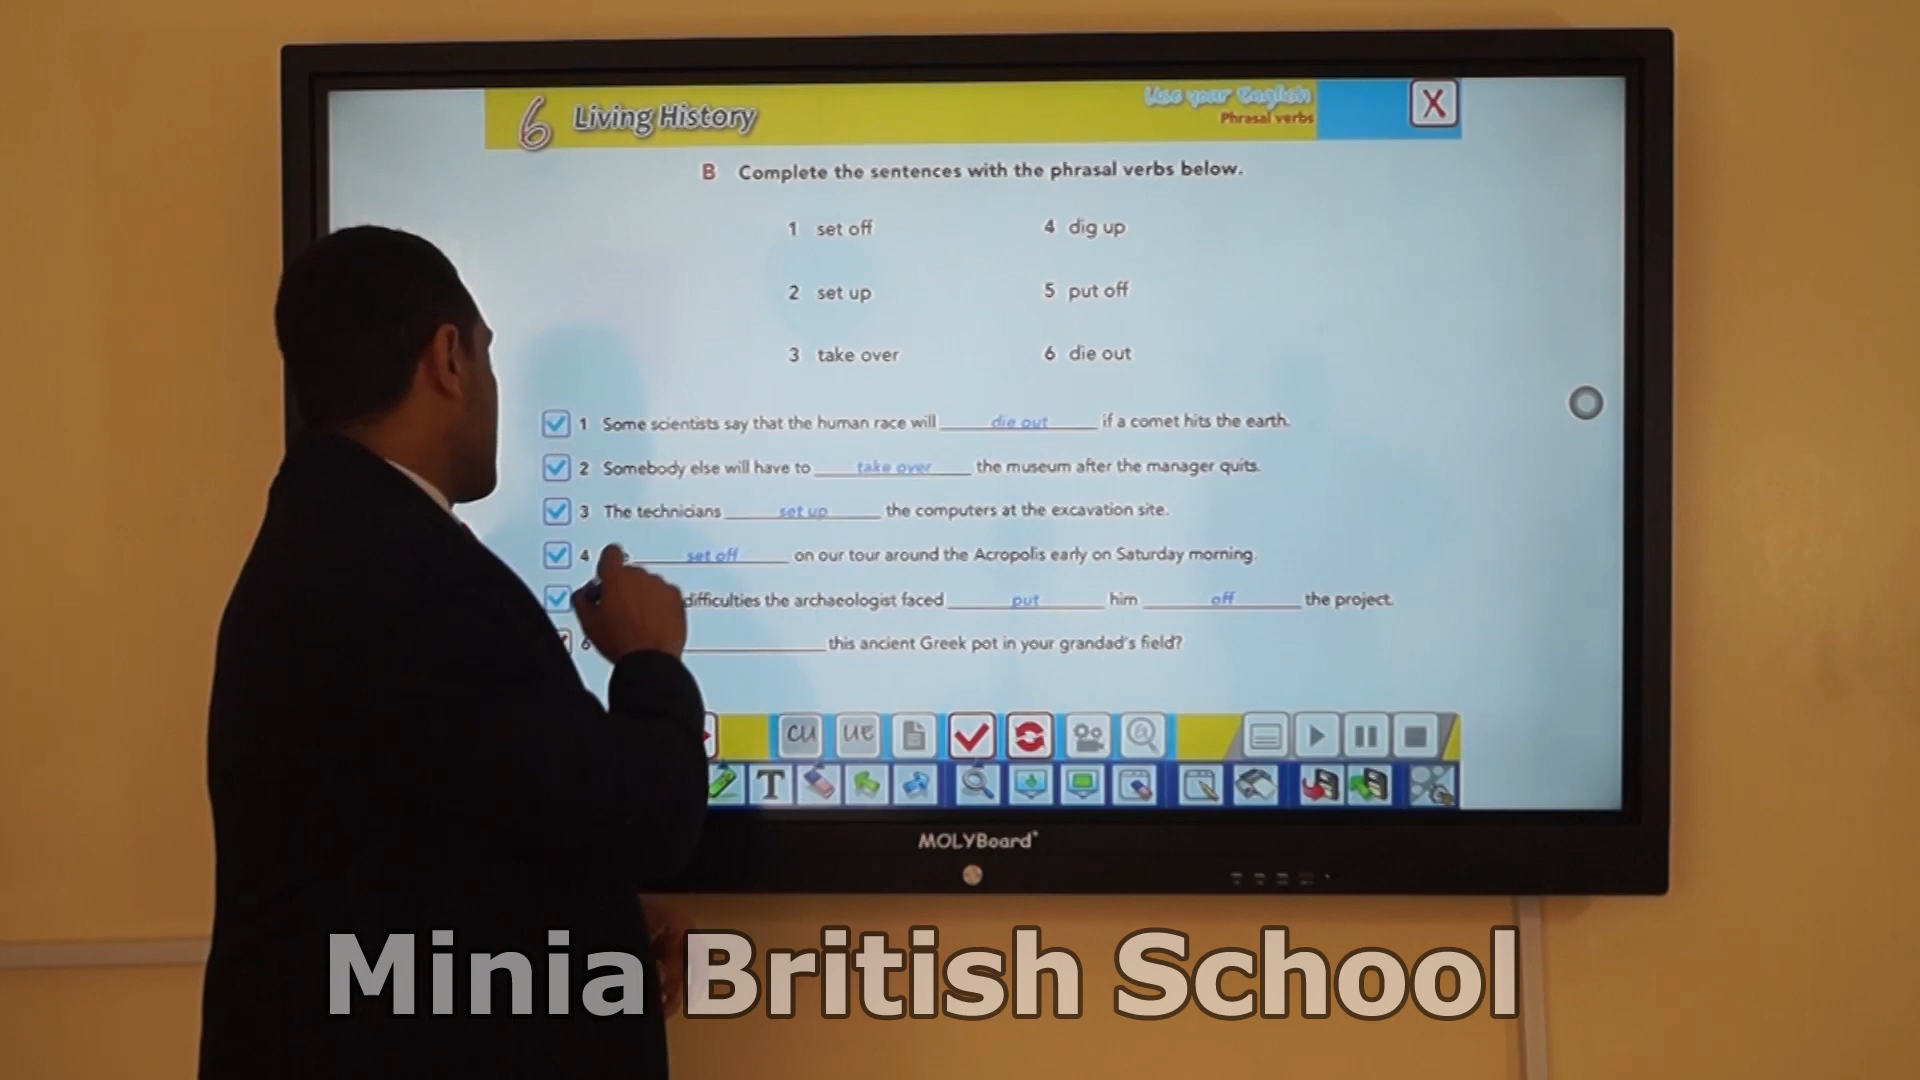 6 Living History
Use your English
Phrasal verbs
X
B Complete the sentences with the phrasal verbs below.
1 set off
4 dig up
2 set up
5 put off
3 take over
6 die out
1 Some scientists say that the human race will die out if a comet hits the earth.
2 Somebody else will have to take over the museum after the manager quits.
3 The technicians set up the computers at the excavation site.
4 set off on our tour around the Acropolis early on Saturday morning.
difficulties the archaeologist faced put him off the project.
6 this ancient Greek pot in your grandad's field?
CU UE
T
MOLYBoard
Minia British School